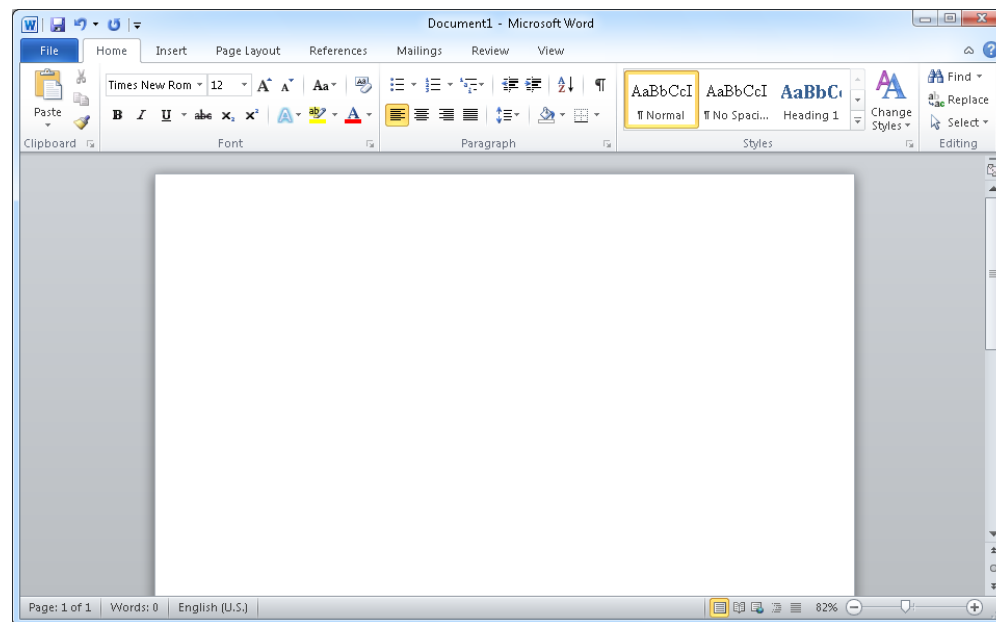 Document1 - Microsoft Word
File Home Insert Page Layout References Mailings Review View
Times New Rom 12 A A Aa
AaBbCcI AaBbCcI AaBbC
Find
Replace
Select
Paste
B I U abc x₂ x² A ab A
¶ Normal ¶ No Spaci... Heading 1
Change
Styles
Clipboard Font Paragraph Styles Editing
Page: 1 of 1 Words: 0 English (U.S.) 82%